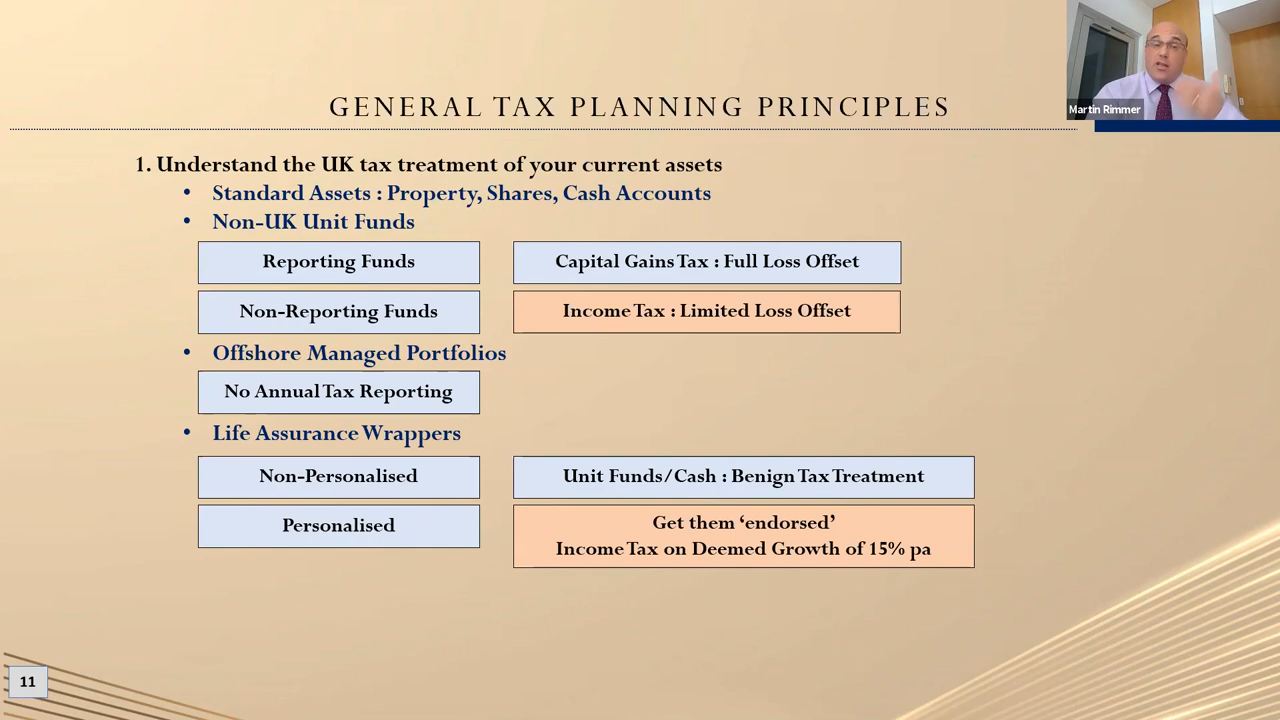 Martin Rimmer
GENERAL TAX PLANNING PRINCIPLES
1. Understand the UK tax treatment of your current assets
• Standard Assets : Property, Shares, Cash Accounts
• Non-UK Unit Funds
Reporting Funds
Capital Gains Tax : Full Loss Offset
Non-Reporting Funds
Income Tax : Limited Loss Offset
• Offshore Managed Portfolios
No Annual Tax Reporting
• Life Assurance Wrappers
Non-Personalised
Unit Funds/Cash : Benign Tax Treatment
Personalised
Get them ‘endorsed’
Income Tax on Deemed Growth of 15% pa
11